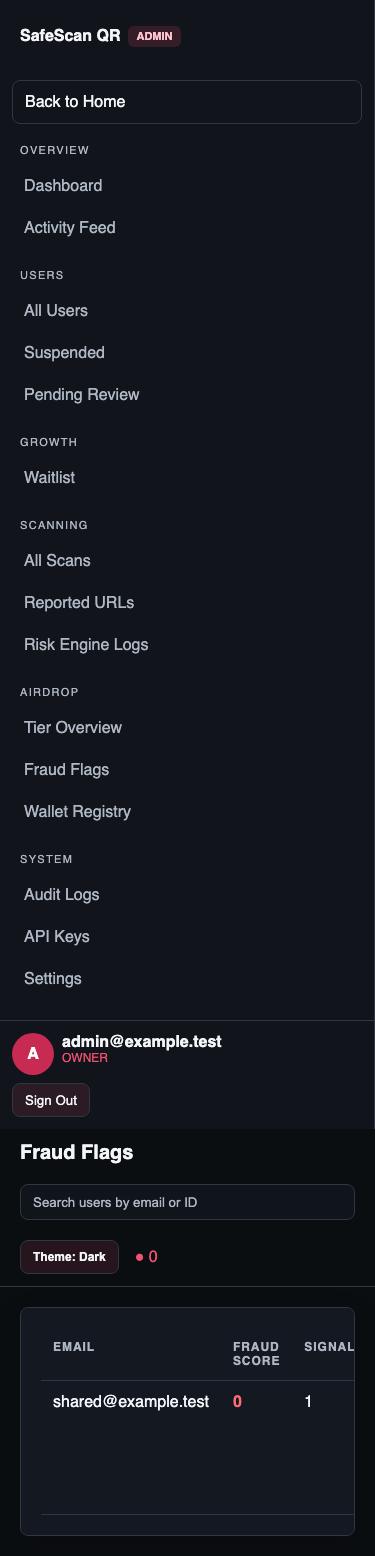 SafeScan QR ADMIN
Back to Home
OVERVIEW
Dashboard
Activity Feed
USERS
All Users
Suspended
Pending Review
GROWTH
Waitlist
SCANNING
All Scans
Reported URLs
Risk Engine Logs
AIRDROP
Tier Overview
Fraud Flags
Wallet Registry
SYSTEM
Audit Logs
API Keys
Settings
A admin@example.test
OWNER
Sign Out
Fraud Flags
Search users by email or ID
Theme: Dark 0
EMAIL FRAUD SIGNAL
SCORE
shared@example.test 0 1